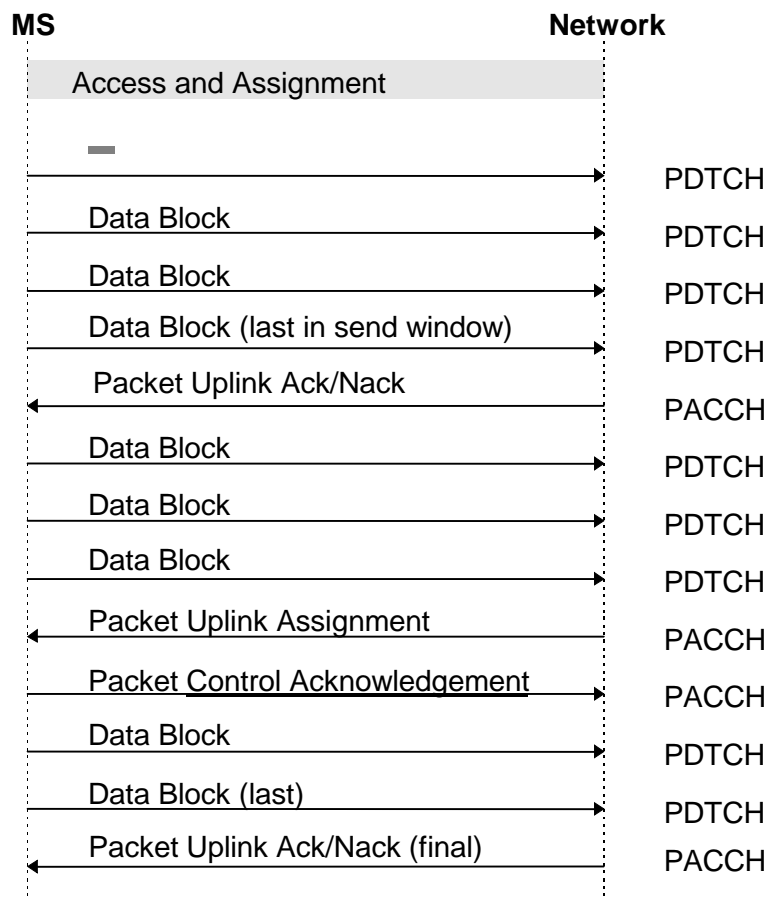 MS Network
Access and Assignment
PDTCH
Data Block
PDTCH
Data Block
PDTCH
Data Block (last in send window)
PDTCH
Packet Uplink Ack/Nack
PACCH
Data Block
PDTCH
Data Block
PDTCH
Data Block
PDTCH
Packet Uplink Assignment
PACCH
Packet Control Acknowledgement
PACCH
Data Block
PDTCH
Data Block (last)
PDTCH
Packet Uplink Ack/Nack (final)
PACCH